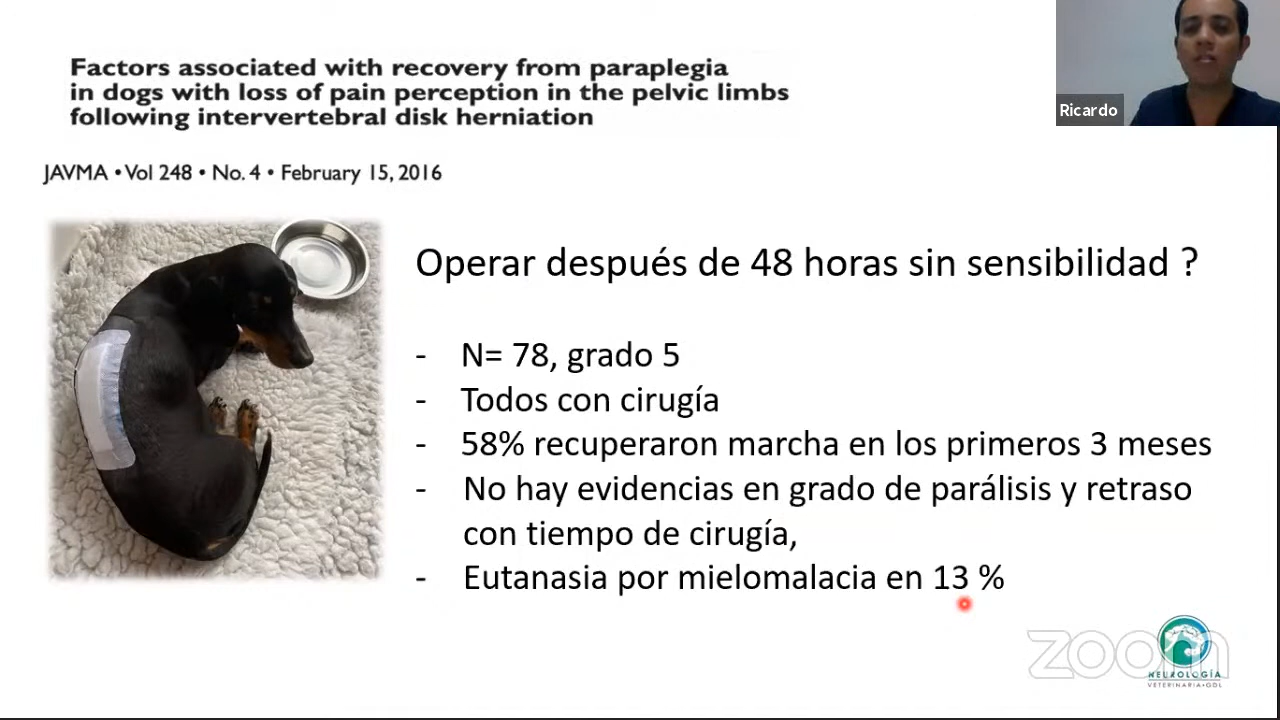 Factors associated with recovery from paraplegia
in dogs with loss of pain perception in the pelvic limbs
following intervertebral disk herniation
Ricardo
JAVMA • Vol 248 • No. 4 • February 15, 2016
Operar después de 48 horas sin sensibilidad ?
- N= 78, grado 5
- Todos con cirugía
- 58% recuperaron marcha en los primeros 3 meses
- No hay evidencias en grado de parálisis y retraso
con tiempo de cirugía,
- Eutanasia por mielomalacia en 13 %
zoom
NEUROLOGÍA
VETERINARIA•GDL